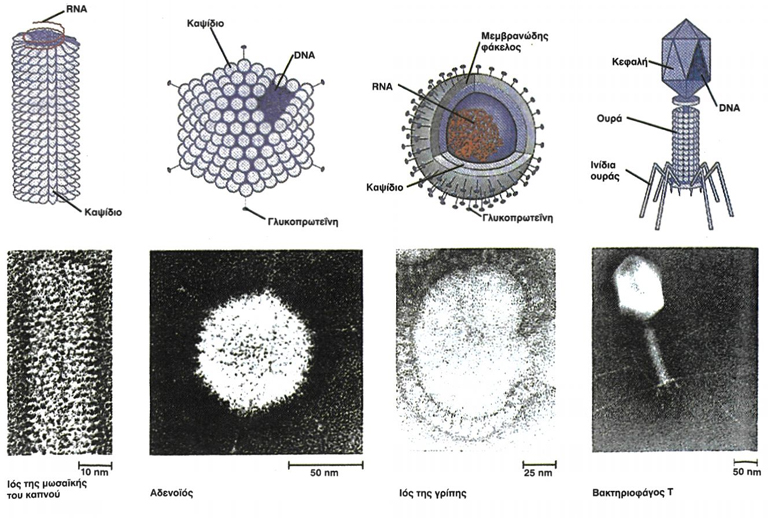 RNA
Καψίδιο
Καψίδιο
DNA
Γλυκοπρωτεΐνη
Μεμβρανώδης
φάκελος
RNA
Καψίδιο
Γλυκοπρωτεΐνη
Κεφαλή
DNA
Ουρά
Ινίδια
ουράς
10 nm
50 nm
25 nm
50 nm
Ιός της μωσαϊκής
του καπνού
Αδενοϊός
Ιός της γρίπης
Βακτηριοφάγος Τ